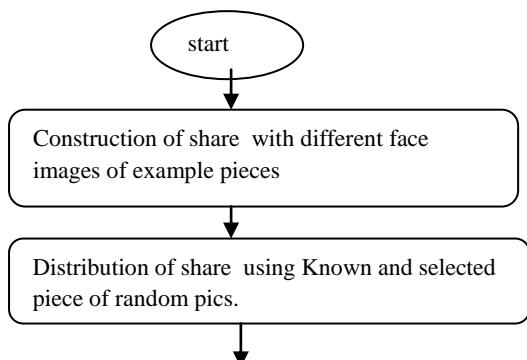 start
Construction of share with different face
images of example pieces
Distribution of share using Known and selected
piece of random pics.